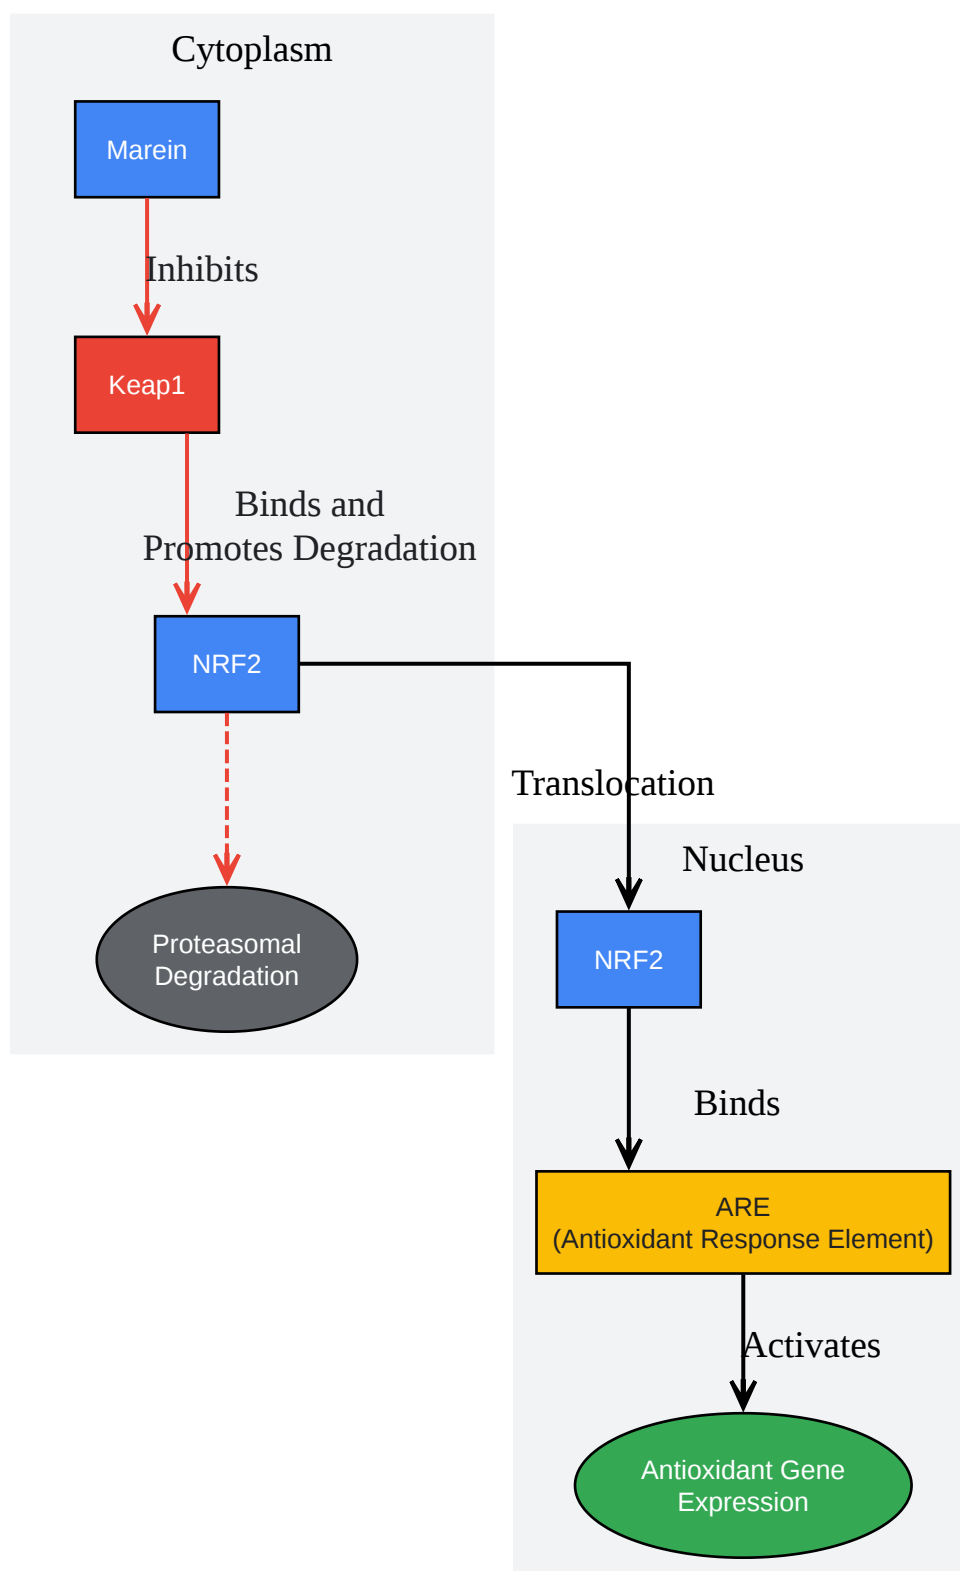 Cytoplasm
Marein
Inhibits
Keap1
Binds and
Promotes Degradation
NRF2
Translocation
Nucleus
Proteasomal
Degradation
NRF2
Binds
ARE
(Antioxidant Response Element)
Activates
Antioxidant Gene
Expression